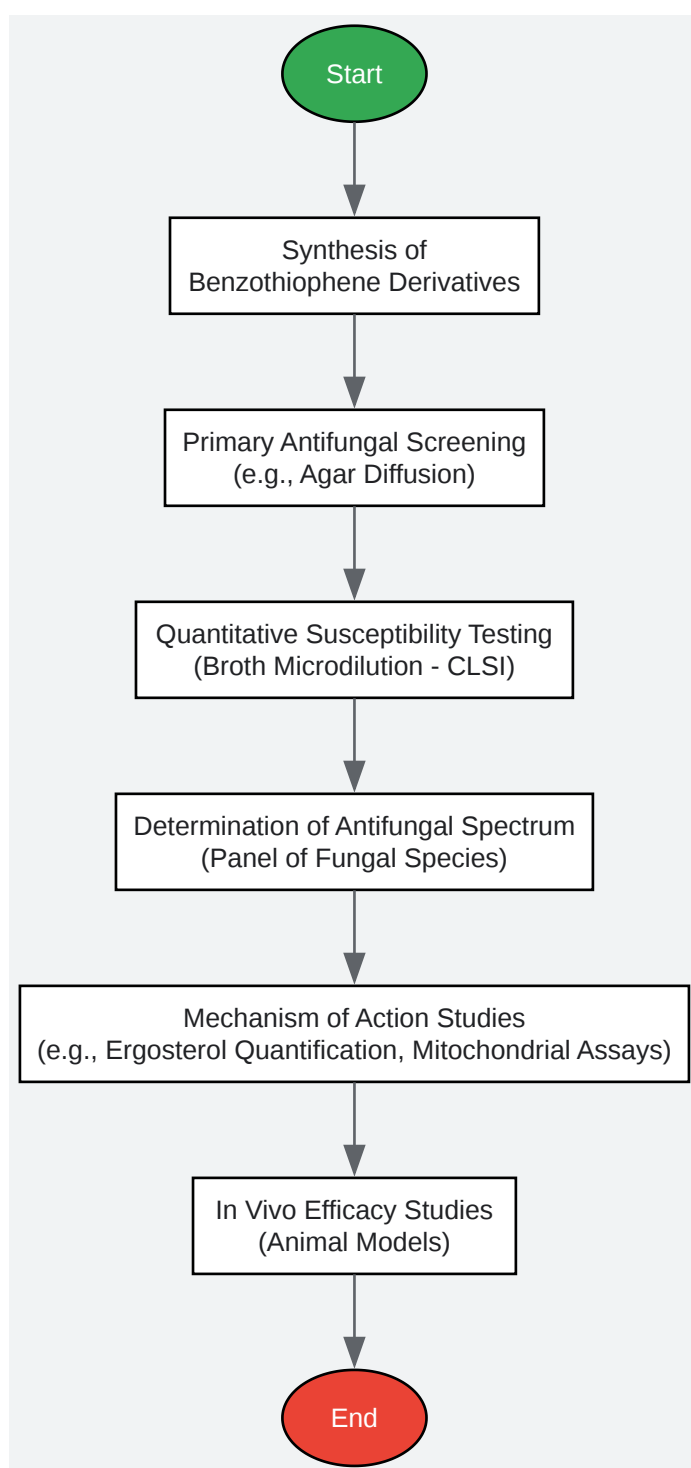 Start
Synthesis of
Benzothiophene Derivatives
Primary Antifungal Screening
(e.g., Agar Diffusion)
Quantitative Susceptibility Testing
(Broth Microdilution - CLSI)
Determination of Antifungal Spectrum
(Panel of Fungal Species)
Mechanism of Action Studies
(e.g., Ergosterol Quantification, Mitochondrial Assays)
In Vivo Efficacy Studies
(Animal Models)
End